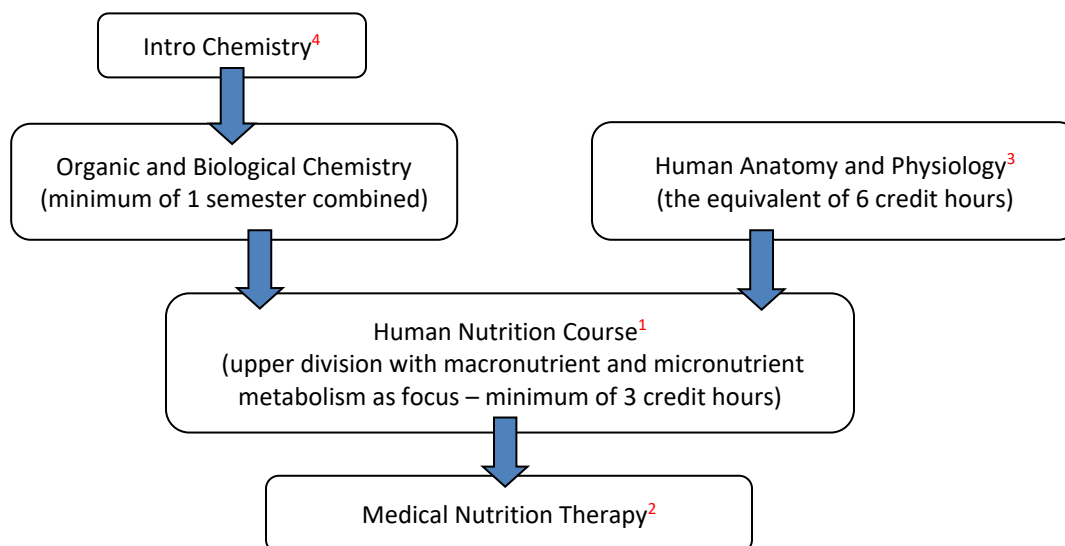 Intro Chemistry4
Organic and Biological Chemistry
(minimum of 1 semester combined)
Human Anatomy and Physiology3
(the equivalent of 6 credit hours)
Human Nutrition Course1
(upper division with macronutrient and micronutrient
metabolism as focus – minimum of 3 credit hours)
Medical Nutrition Therapy2